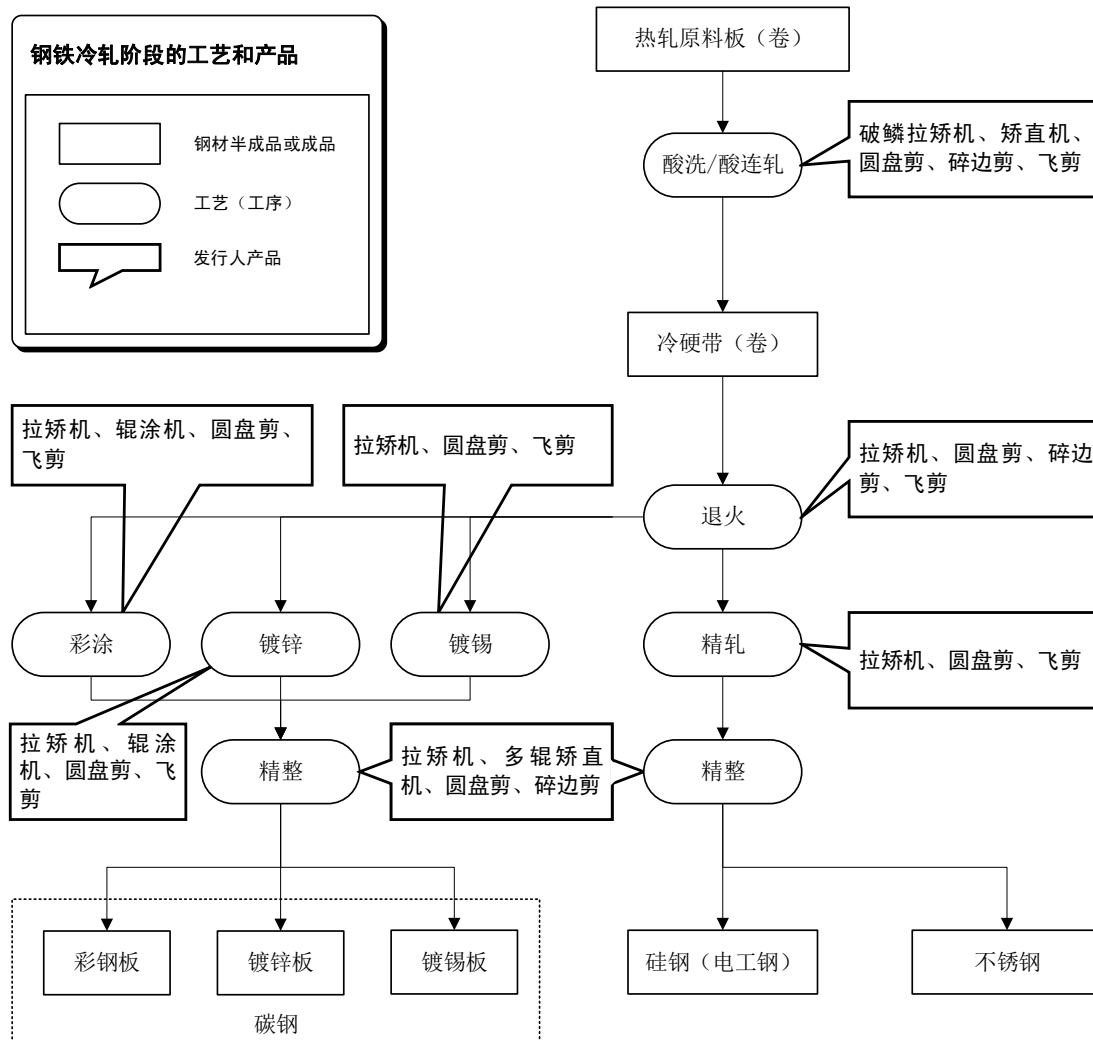 钢铁冷轧阶段的工艺和产品
钢材半成品或成品
工艺（工序）
发行人产品
热轧原料板（卷）
酸洗/酸连轧
破鳞拉矫机、矫直机、
圆盘剪、碎边剪、飞剪
冷硬带（卷）
拉矫机、辊涂机、圆盘剪、
飞剪
拉矫机、圆盘剪、飞剪
拉矫机、圆盘剪、碎边
剪、飞剪
退火
彩涂
镀锌
镀锡
精轧
拉矫机、圆盘剪、飞剪
拉矫机、辊涂
机、圆盘剪、飞
剪
精整
拉矫机、多辊矫直
机、圆盘剪、碎边剪
精整
彩钢板
镀锌板
镀锡板
硅钢（电工钢）
不锈钢
碳钢